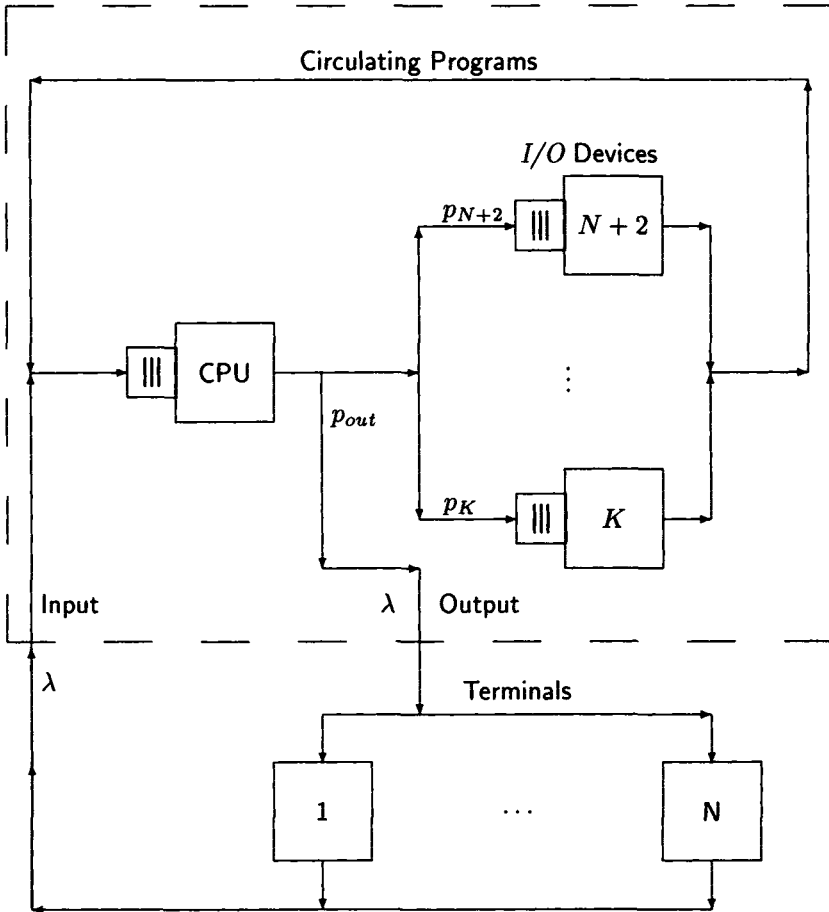 Circulating Programs
I/O Devices
p_{N+2}
N + 2
CPU
⋮
p_{out}
p_K
K
Input
λ
Output
λ
Terminals
1
...
N